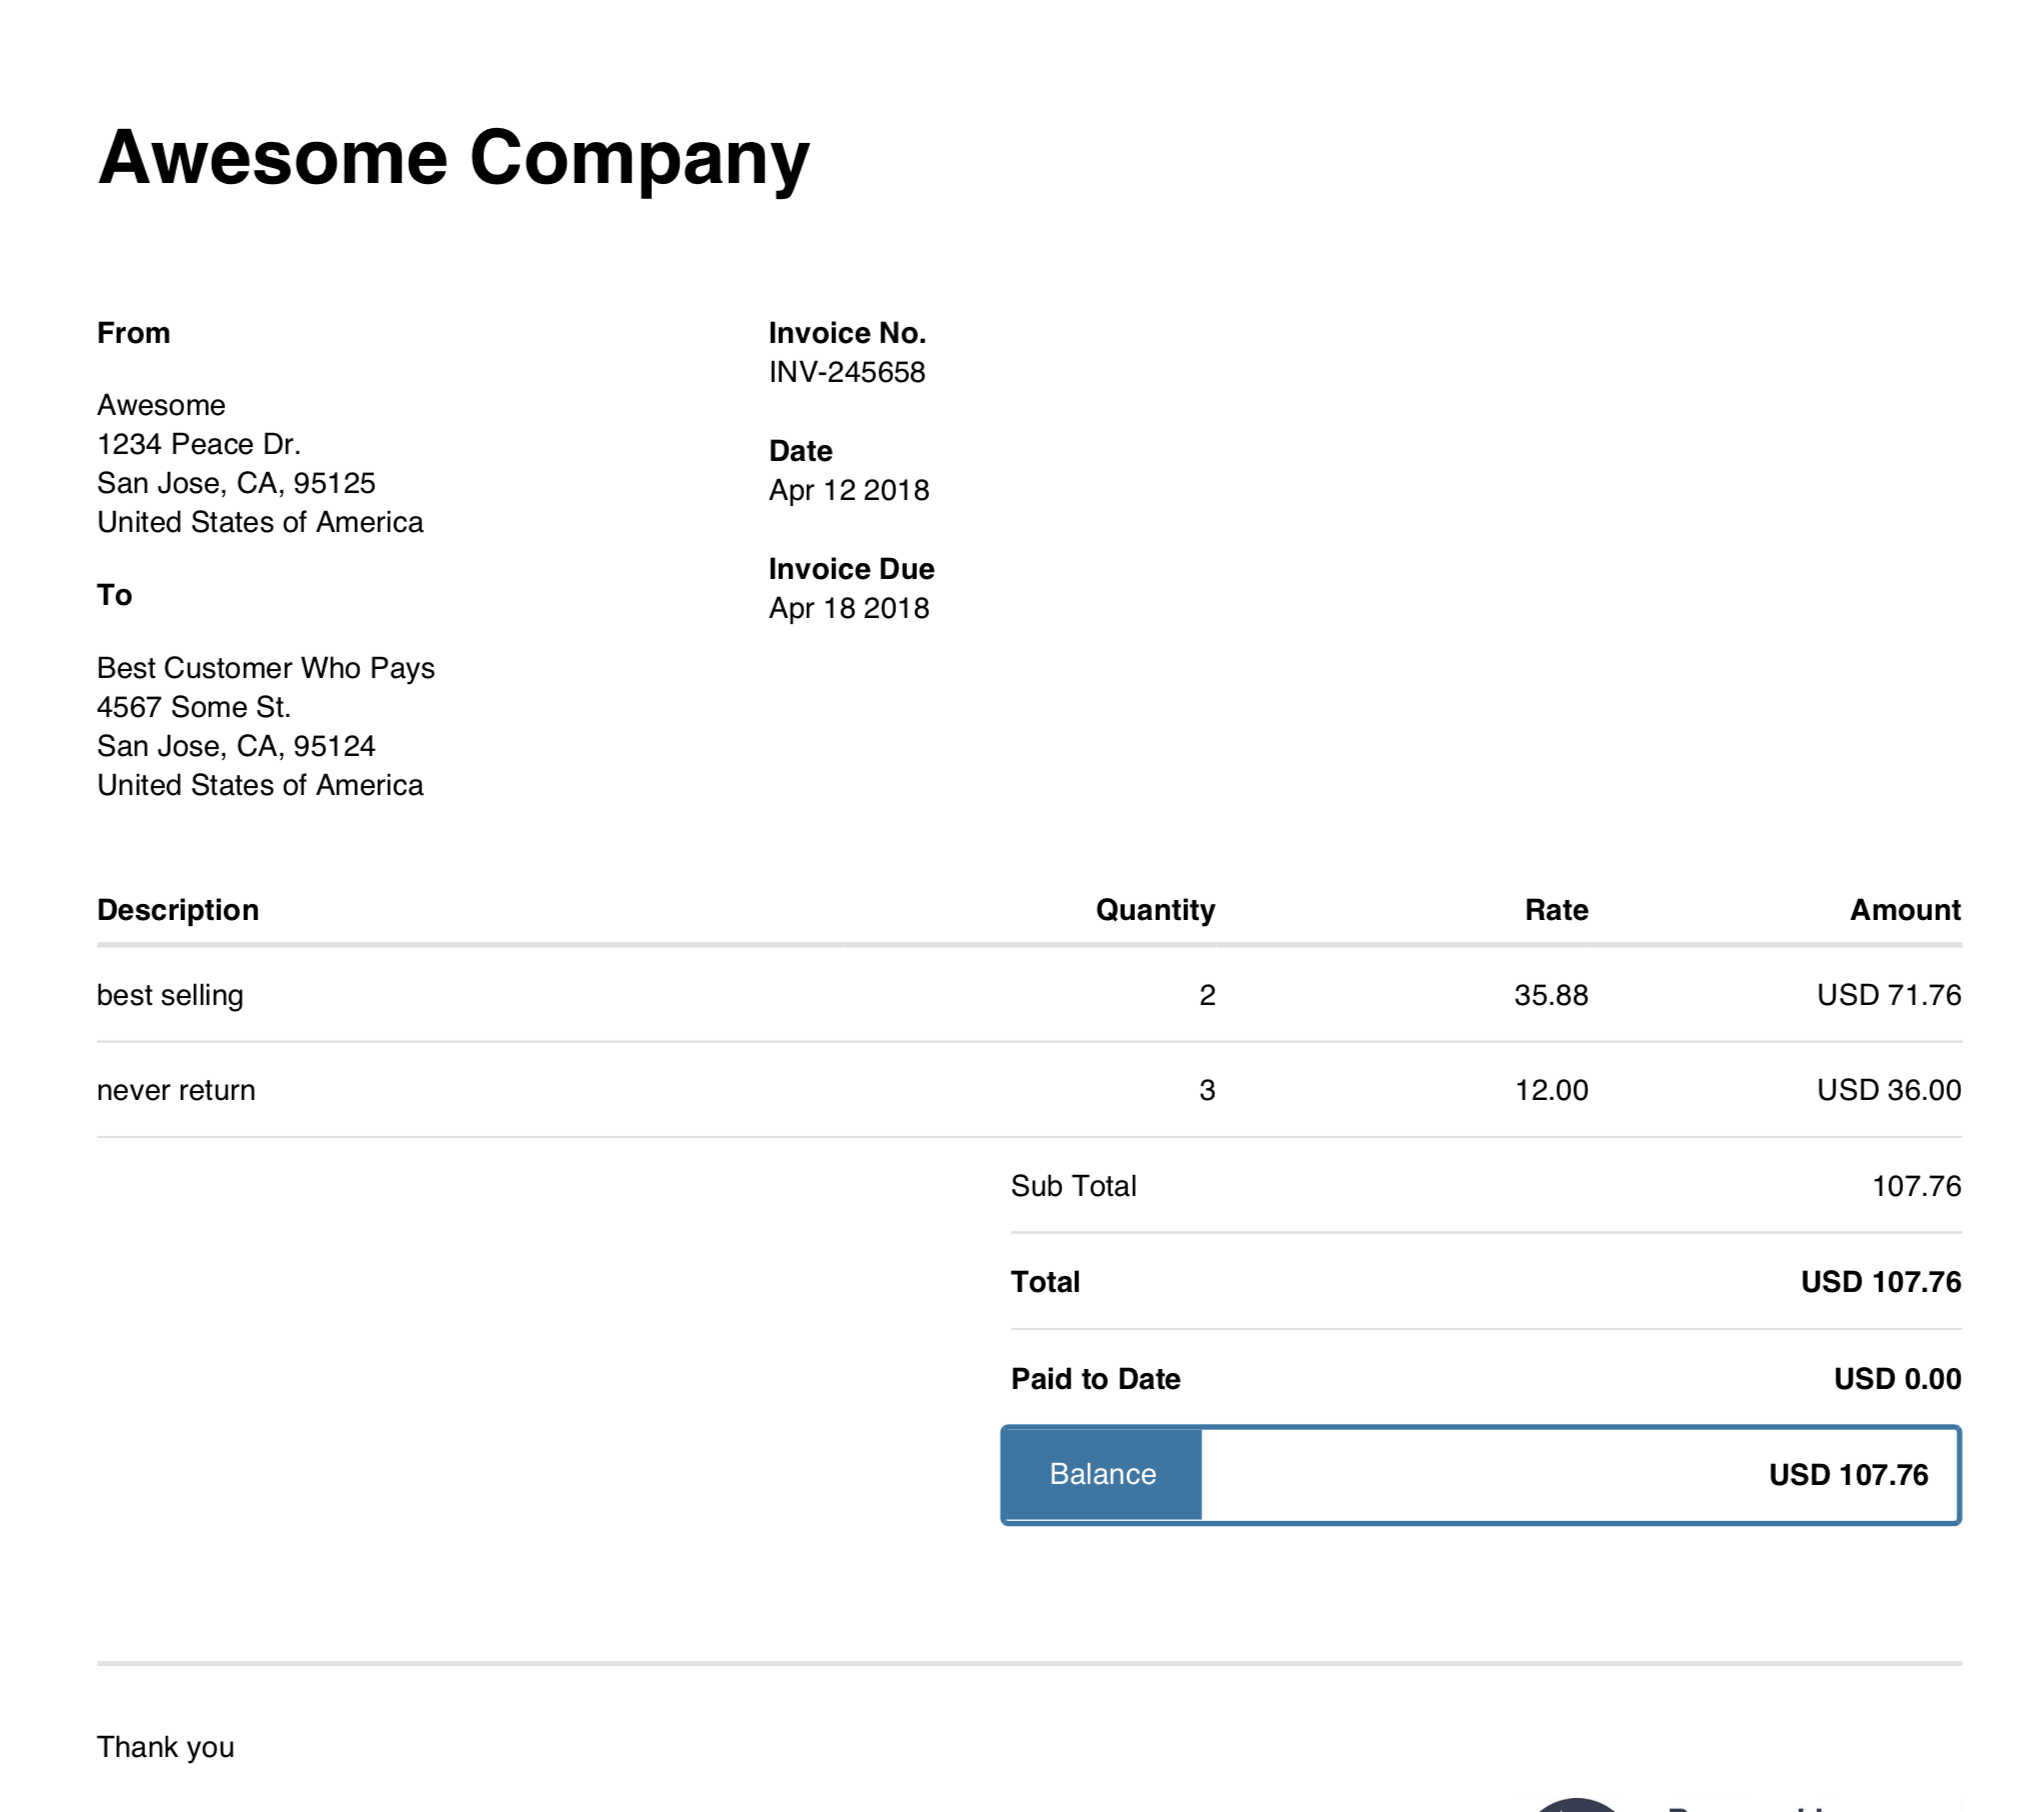 Awesome Company
From
Awesome
1234 Peace Dr.
San Jose, CA, 95125
United States of America
To
Best Customer Who Pays
4567 Some St.
San Jose, CA, 95124
United States of America
Invoice No.
INV-245658
Date
Apr 12 2018
Invoice Due
Apr 18 2018
Description Quantity Rate Amount
best selling 2 35.88 USD 71.76
never return 3 12.00 USD 36.00
Sub Total 107.76
Total USD 107.76
Paid to Date USD 0.00
Balance USD 107.76
Thank you